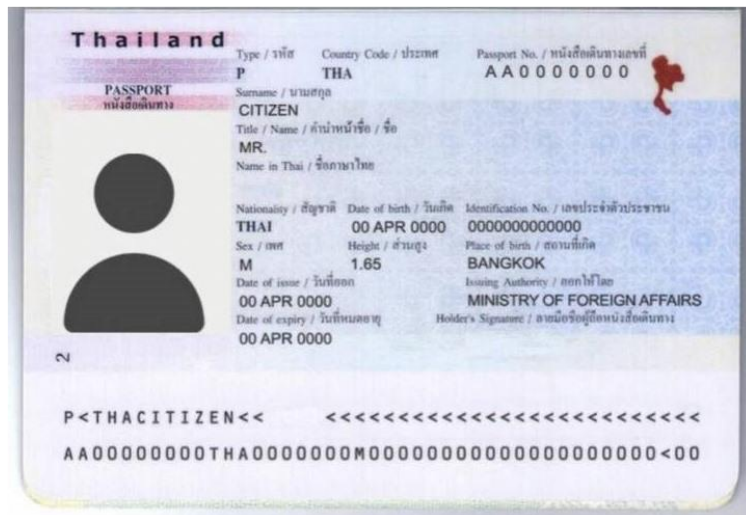 Thailand
PASSPORT
หนังสือเดินทาง
Type / รหัส Country Code / ประเทศ Passport No. / หนังสือเดินทางเลขที่
P THA AA0000000
Surname / นามสกุล
CITIZEN
Title / Name / คำนำหน้าชื่อ / ชื่อ
MR.
Name in Thai / ชื่อภาษาไทย
Nationality / สัญชาติ Date of birth / วันเกิด Identification No. / เลขประจำตัวประชาชน
THAI 00 APR 0000 0000000000000
Sex / เพศ Height / ส่วนสูง Place of birth / สถานที่เกิด
M 1.65 BANGKOK
Date of issue / วันที่ออก Issuing Authority / ออกให้โดย
00 APR 0000 MINISTRY OF FOREIGN AFFAIRS
Date of expiry / วันที่หมดอายุ Holder's Signature / ลายมือชื่อผู้ถือหนังสือเดินทาง
00 APR 0000
2
P<THACITIZEN<< <<<<<<<<<<<<<<<<<<<<<<<<<<
AA00000000THA0000000M00000000000000000000<00